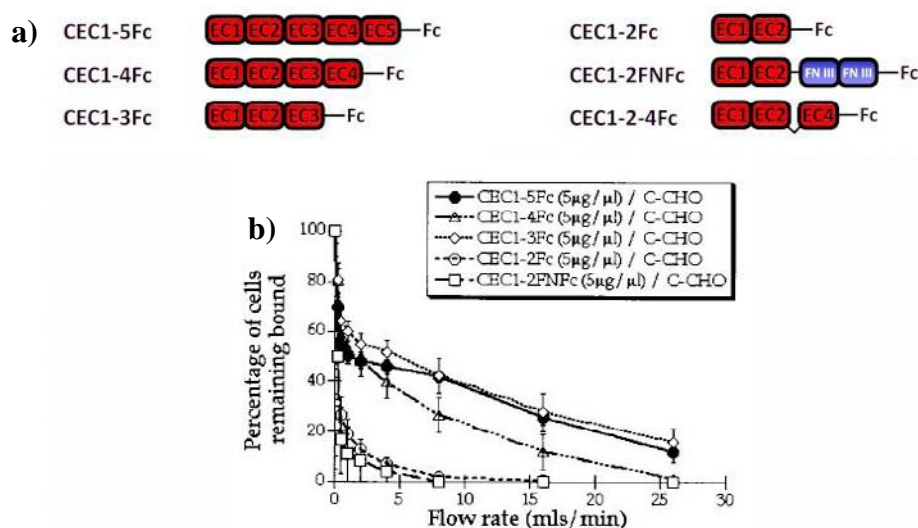 a)
CEC1-5Fc EC1 EC2 EC3 EC4 EC5 Fc
CEC1-4Fc EC1 EC2 EC3 EC4 Fc
CEC1-3Fc EC1 EC2 EC3 Fc
CEC1-2Fc EC1 EC2 Fc
CEC1-2FNFc EC1 EC2 FN III FN III Fc
CEC1-2-4Fc EC1 EC2 EC4 Fc
b)
CEC1-5Fc (5µg/µl) / C-CHO
CEC1-4Fc (5µg/µl) / C-CHO
CEC1-3Fc (5µg/µl) / C-CHO
CEC1-2Fc (5µg/µl) / C-CHO
CEC1-2FNFc (5µg/µl) / C-CHO
Percentage of cells
remaining bound
100
80
60
40
20
0
0 5 10 15 20 25 30
Flow rate (mls/min)